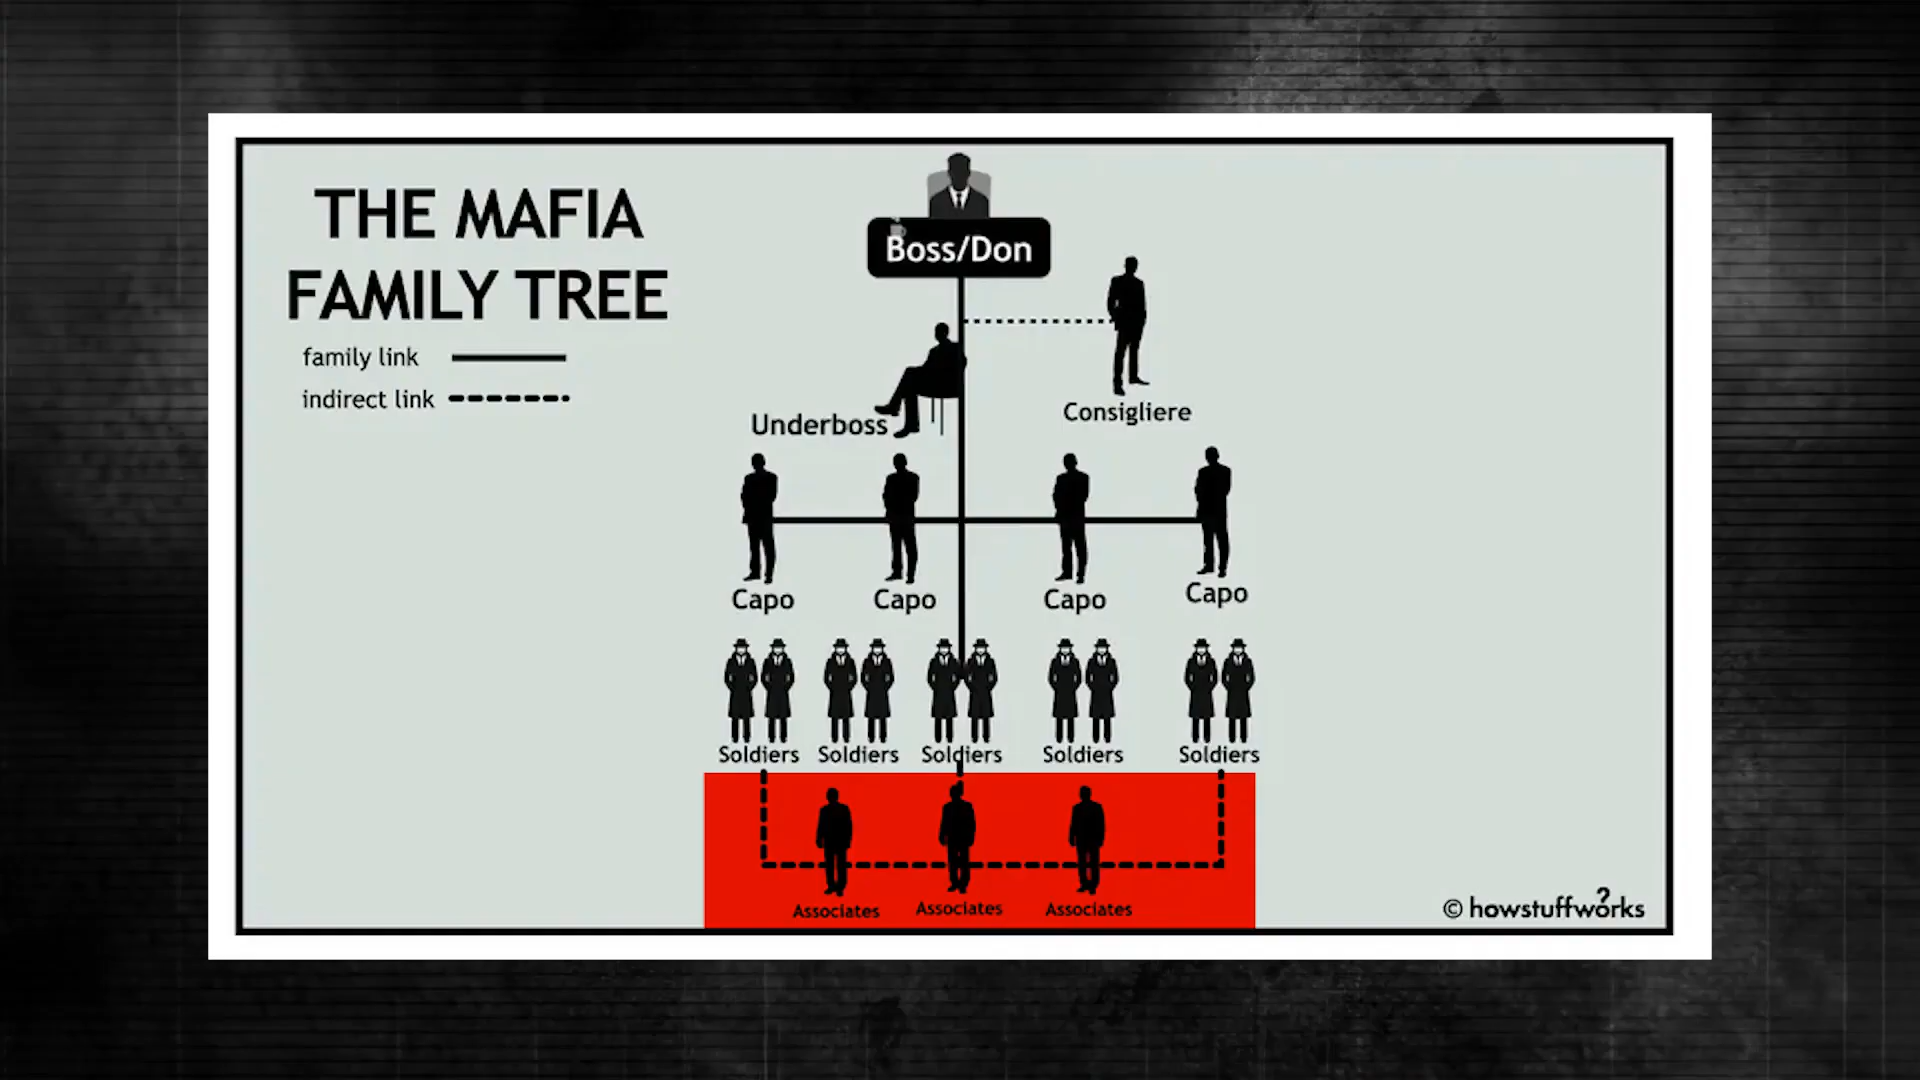 THE MAFIA
FAMILY TREE
family link
indirect link
Boss/Don
Underboss
Consigliere
Capo Capo Capo Capo
Soldiers Soldiers Soldiers Soldiers Soldiers
Associates Associates Associates
© howstuffworks?